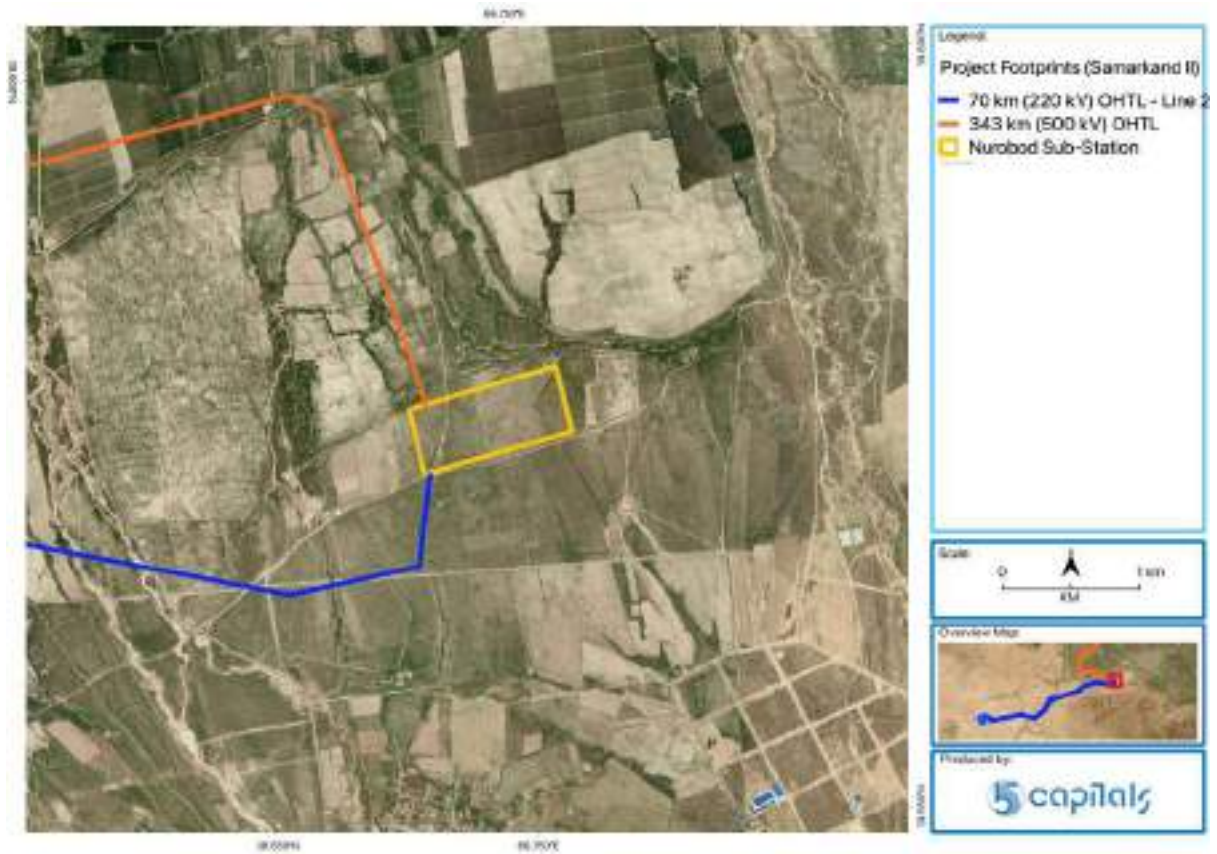 Legend
Project Footprints (Samarkand II)
70 km (220 kV) OHTL - Line 2
343 km (500 kV) OHTL
Nurobod Sub-Station
Scale
0 1 km
KM
Overview Map:
Produced by:
5 capitals